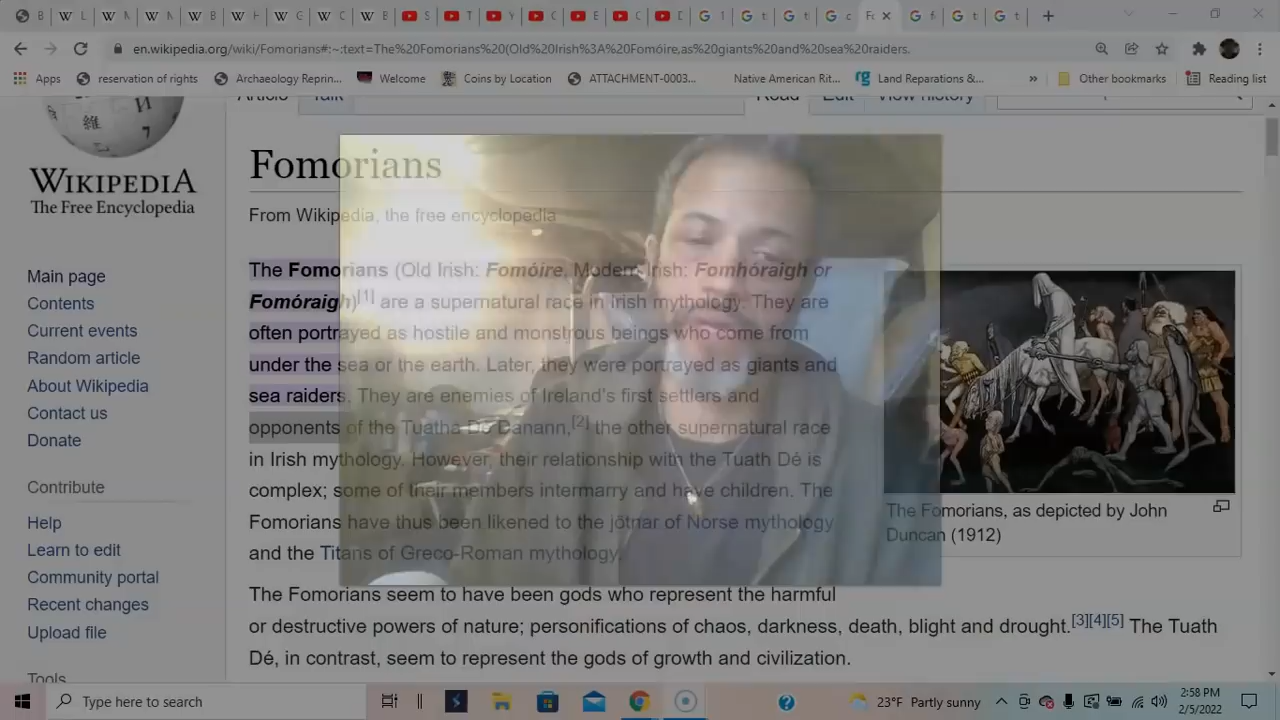 W
W L
W
W N
W B
W
W
W C
W B
S
T
Y
C
E
C
D
G 1
G t
G t
G c
Fo
G f
G t
G t
en.wikipedia.org/wiki/Fomorians#:~:text=The%20Fomorians%20(Old%20Irish%3A%20Fomóire,as%20giants%20and%20sea%20raiders.
Apps
reservation of rights
Archaeology Reprin...
Welcome
Coins by Location
ATTACHMENT-0003...
Native American Rit...
Land Reparations &...
»
Other bookmarks
Reading list
Article Talk
Read Edit View history
WIKIPEDIA
The Free Encyclopedia
Main page
Contents
Current events
Random article
About Wikipedia
Contact us
Donate
Contribute
Help
Learn to edit
Community portal
Recent changes
Upload file
Tools
Fomorians
From Wikipedia, the free encyclopedia
The Fomorians (Old Irish: Fomóire, Modern Irish: Fomhóraigh or
Fomóraigh)[1] are a supernatural race in Irish mythology. They are
often portrayed as hostile and monstrous beings who come from
under the sea or the earth. Later, they were portrayed as giants and
sea raiders. They are enemies of Ireland's first settlers and
opponents of the Tuatha Dé Danann,[2] the other supernatural race
in Irish mythology. However, their relationship with the Tuath Dé is
complex; some of their members intermarry and have children. The
Fomorians have thus been likened to the jötnar of Norse mythology
and the Titans of Greco-Roman mythology.
The Fomorians, as depicted by John
Duncan (1912)
The Fomorians seem to have been gods who represent the harmful
or destructive powers of nature; personifications of chaos, darkness, death, blight and drought.[3][4][5] The Tuath
Dé, in contrast, seem to represent the gods of growth and civilization.
Type here to search
23°F Partly sunny
2:58 PM
2/5/2022